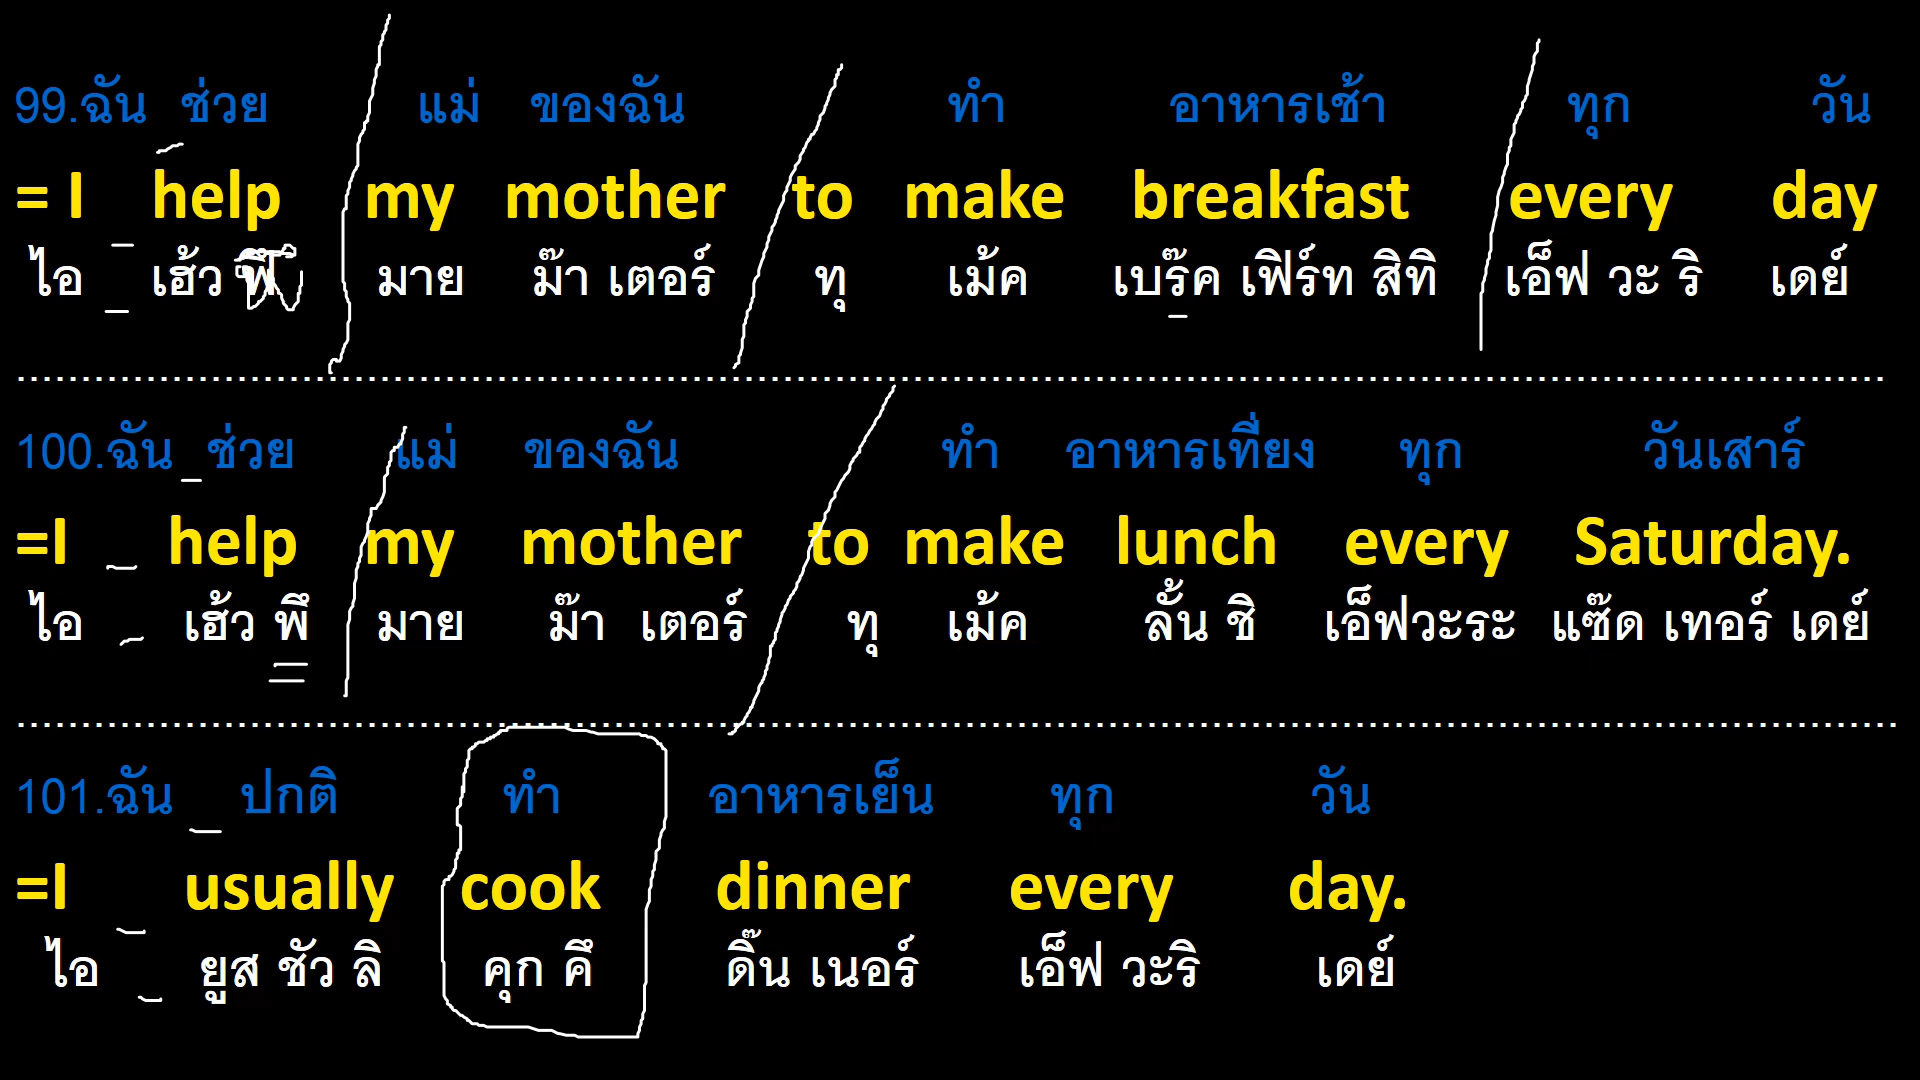 99.ฉัน ช่วย แม่ ของฉัน ทำ อาหารเช้า ทุก วัน
= I help my mother to make breakfast every day
ไอ เฮ้ว พึ มาย ม๊า เตอร์ ทุ เม้ค เบร๊ค เฟิร์ท สิทิ เอ็ฟ วะ ริ เดย์
100.ฉัน ช่วย แม่ ของฉัน ทำ อาหารเที่ยง ทุก วันเสาร์
=I help my mother to make lunch every Saturday.
ไอ เฮ้ว พึ มาย ม๊า เตอร์ ทุ เม้ค ลั้น ชิ เอ็ฟวะระ แซ๊ด เทอร์ เดย์
101.ฉัน ปกติ ทำ อาหารเย็น ทุก วัน
=I usually cook dinner every day.
ไอ ยูส ชัว ลิ คุก คึ ดิ๊น เนอร์ เอ็ฟ วะริ เดย์